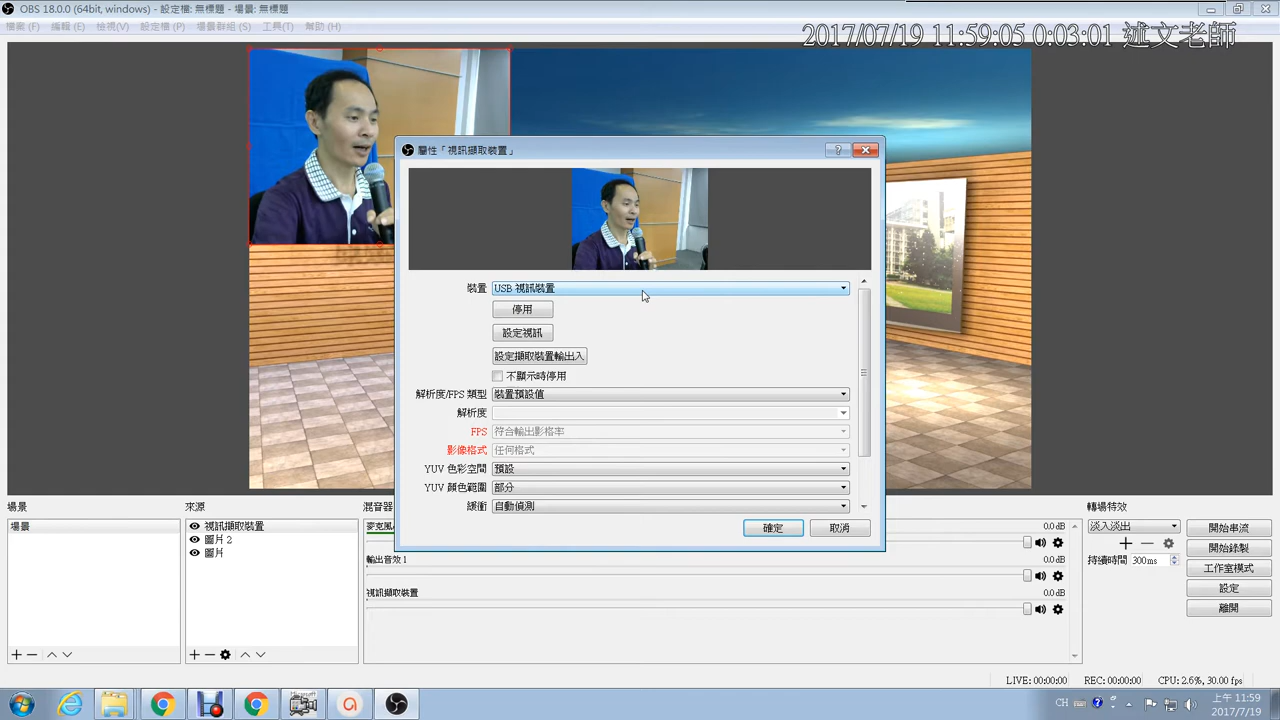 OBS 18.0.0 (64bit, windows) - 設定檔: 無標題 - 場景: 無標題
檔案 (F) 編輯 (E) 檢視(V) 設定檔 (P) 場景群組 (S) 工具(T) 幫助 (H)
2017/07/19 11:59:05 0:03:01 述文老師
屬性「視訊擷取裝置」
裝置 USB 視訊裝置
停用
設定視訊
設定擷取裝置輸出入
不顯示時停用
解析度/FPS 類型 裝置預設值
解析度
FPS 符合輸出影格率
影像格式 任何格式
YUV 色彩空間 預設
YUV 顏色範圍 部分
緩衝 自動偵測
確定 取消
場景 來源 混音器 轉場特效
場景
視訊擷取裝置
圖片 2
圖片
麥克風/ 0.0 dB
輸出音效 1 0.0 dB
視訊擷取裝置 0.0 dB
淡入淡出
持續時間 300ms
開始串流
開始錄製
工作室模式
設定
離開
LIVE: 00:00:00 REC: 00:00:00 CPU: 2.6%, 30.00 fps
Microsoft
CH
上午 11:59
2017/7/19